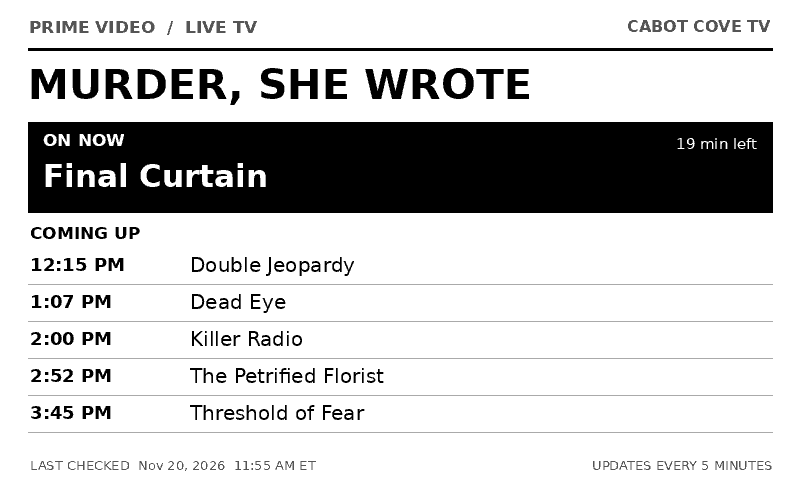 PRIME VIDEO / LIVE TV
CABOT COVE TV
MURDER, SHE WROTE
ON NOW
19 min left
Final Curtain
COMING UP
12:15 PM Double Jeopardy
1:07 PM Dead Eye
2:00 PM Killer Radio
2:52 PM The Petrified Florist
3:45 PM Threshold of Fear
LAST CHECKED Nov 20, 2026 11:55 AM ET
UPDATES EVERY 5 MINUTES